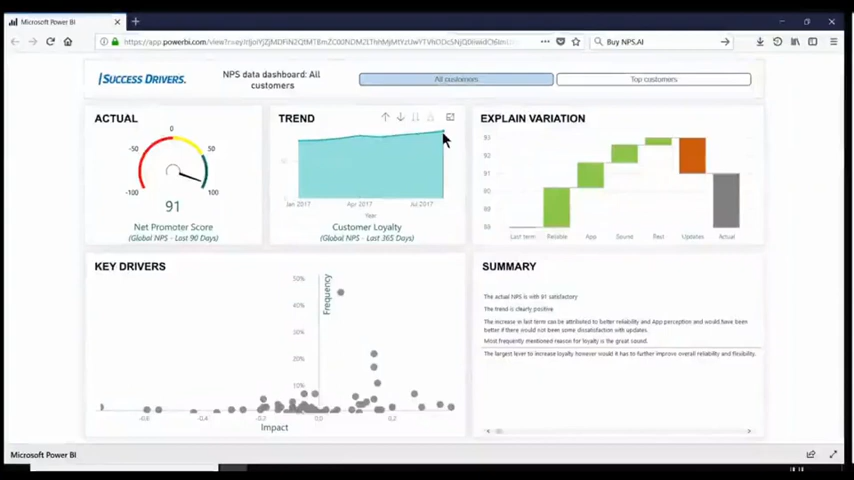 Microsoft Power BI
Buy NPS.AI
SUCCESS DRIVERS.
NPS data dashboard: All
customers
All customers
Top customers
ACTUAL
0
-50
50
-100
100
91
Net Promoter Score
(Global NPS - Last 90 Days)
TREND
Jan 2017
Apr 2017
Jul 2017
Year
Customer Loyalty
(Global NPS - Last 365 Days)
EXPLAIN VARIATION
93
92
91
90
89
Last term
Reliable
App
Sound
Fast
Updates
Actual
KEY DRIVERS
Frequency
50%
40%
30%
20%
10%
-0.6
-0.4
-0.2
0.0
0.2
Impact
SUMMARY
The actual NPS is with 91 satisfactory
The trend is clearly positive
The increase in last term can be attributed to better reliability and App perception and would have been
better if there would not been some dissatisfaction with updates.
Most frequently mentioned reason for loyalty is the great sound.
The largest lever to increase loyalty however would it has to further improve overall reliability and flexibility.
Microsoft Power BI